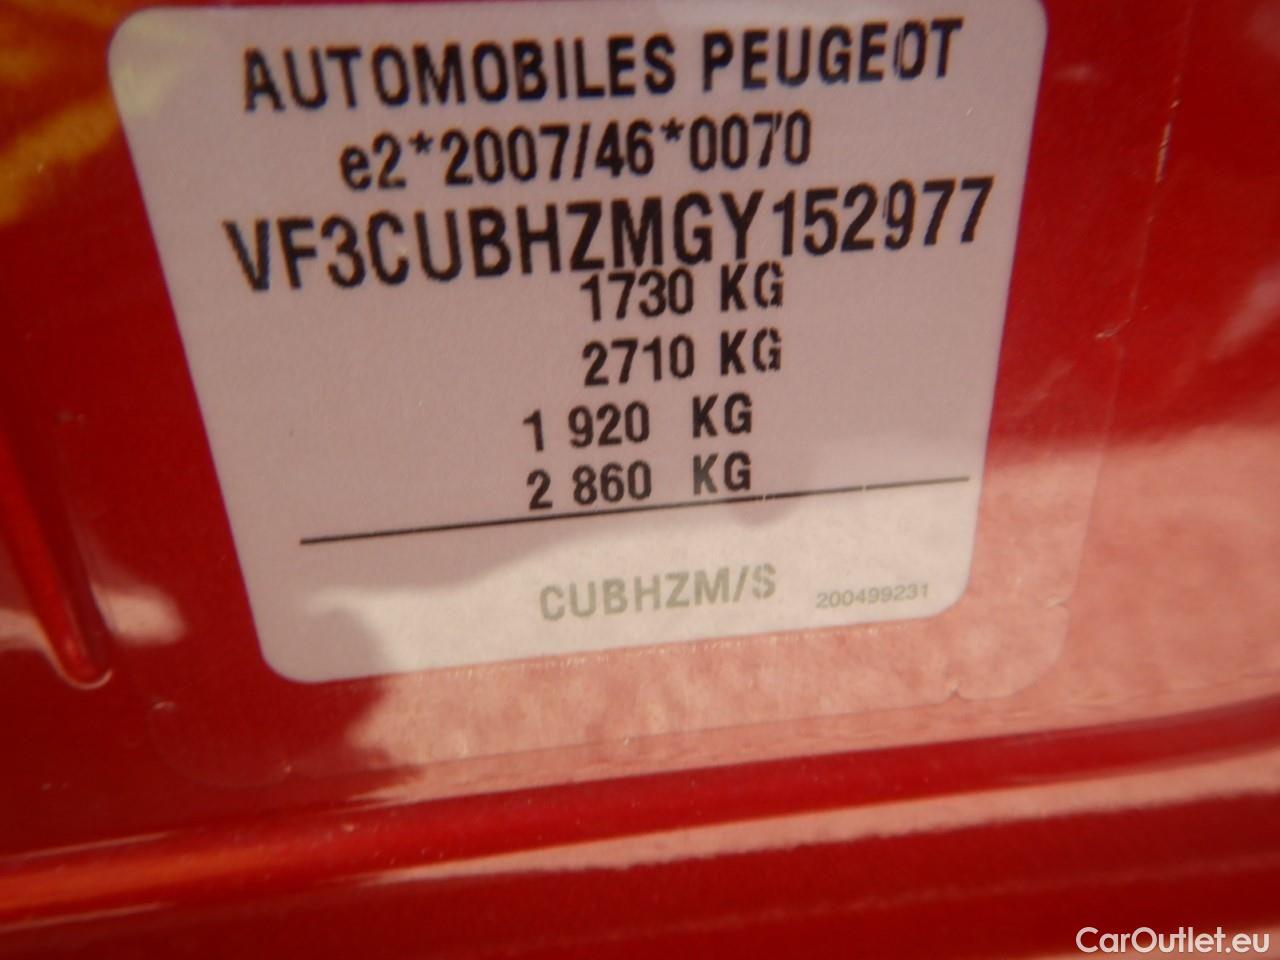 AUTOMOBILES PEUGEOT
e2*2007/46*0070
VF3CUBHZMGY152977
1730 KG
2710 KG
1 920 KG
2 860 KG
CUBHZM/S 200499231
CarOutlet.eu